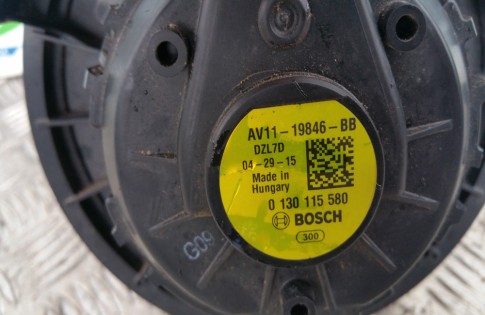 AV11-19846-BB
DZL7D
04-29-15
Made in
Hungary
0 130 115 580
BOSCH
300
G09